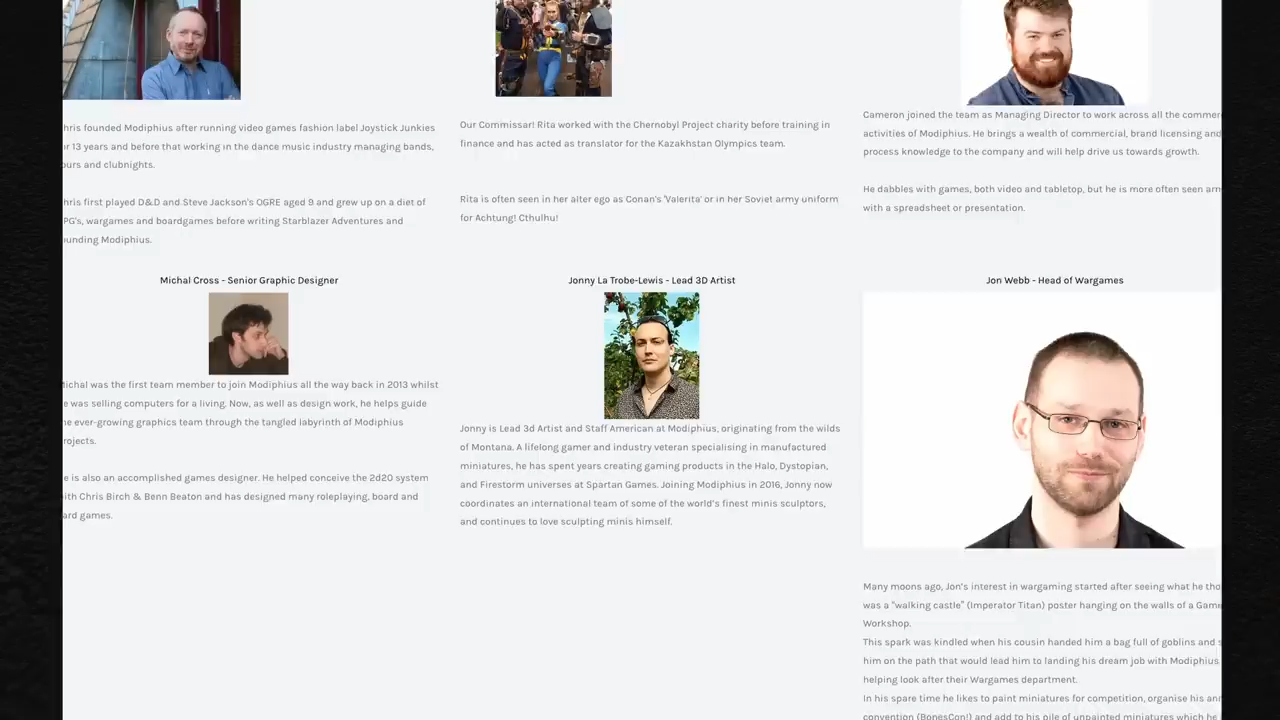 hris founded Modiphius after running video games fashion label Joystick Junkies
or 13 years and before that working in the dance music industry managing bands,
ours and clubnights.
hris first played D&D and Steve Jackson's OGRE aged 9 and grew up on a diet of
PG's, wargames and boardgames before writing Starblazer Adventures and
ounding Modiphius.
Our Commissar! Rita worked with the Chernobyl Project charity before training in
finance and has acted as translator for the Kazakhstan Olympics team.
Rita is often seen in her alter ego as Conan's 'Valerita' or in her Soviet army uniform
for Achtung! Cthulhu!
Cameron joined the team as Managing Director to work across all the commer
activities of Modiphius. He brings a wealth of commercial, brand licensing and
process knowledge to the company and will help drive us towards growth.
He dabbles with games, both video and tabletop, but he is more often seen arm
with a spreadsheet or presentation.
Michal Cross - Senior Graphic Designer
Michal was the first team member to join Modiphius all the way back in 2013 whilst
e was selling computers for a living. Now, as well as design work, he helps guide
he ever-growing graphics team through the tangled labyrinth of Modiphius
rojects.
e is also an accomplished games designer. He helped conceive the 2d20 system
ith Chris Birch & Benn Beaton and has designed many roleplaying, board and
ard games.
Jonny La Trobe-Lewis - Lead 3D Artist
Jonny is Lead 3d Artist and Staff American at Modiphius, originating from the wilds
of Montana. A lifelong gamer and industry veteran specialising in manufactured
miniatures, he has spent years creating gaming products in the Halo, Dystopian,
and Firestorm universes at Spartan Games. Joining Modiphius in 2016, Jonny now
coordinates an international team of some of the world's finest minis sculptors,
and continues to love sculpting minis himself.
Jon Webb - Head of Wargames
Many moons ago, Jon's interest in wargaming started after seeing what he tho
was a "walking castle" (Imperator Titan) poster hanging on the walls of a Game
Workshop.
This spark was kindled when his cousin handed him a bag full of goblins and s
him on the path that would lead him to landing his dream job with Modiphius
helping look after their Wargames department.
In his spare time he likes to paint miniatures for competition, organise his ann
convention (BonesCon!) and add to his pile of unpainted miniatures which he